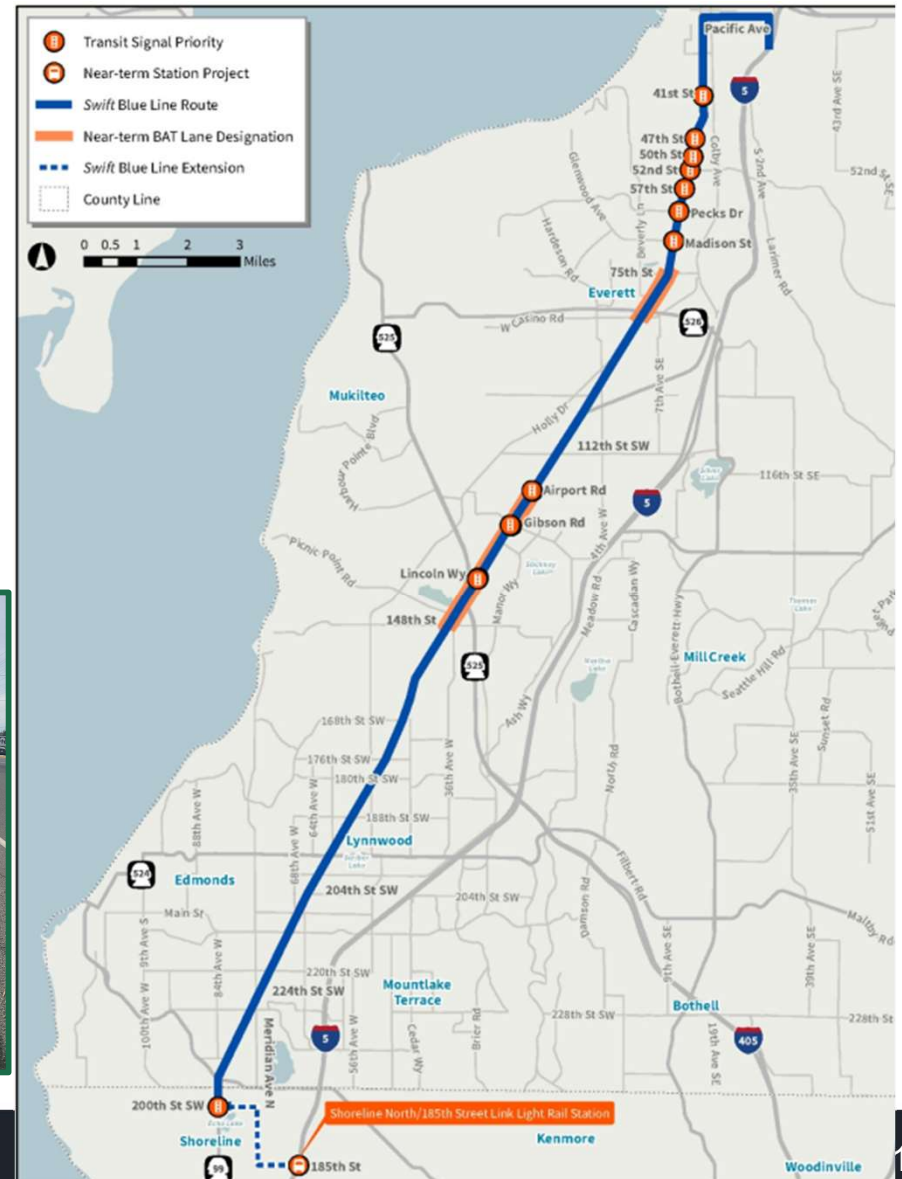 Transit Signal Priority
Near-term Station Project
Swift Blue Line Route
Near-term BAT Lane Designation
Swift Blue Line Extension
County Line
0 0.5 1 2 3
Miles
Pacific Ave
5
41st St
43rd Ave SE
47th St
50th St
52nd St
57th St
Colby Ave
S 2nd Ave
52nd St SE
Glenwood Ave
Beverly Ln
Pecks Dr
Hardeson Rd
Madison St
Larimer Rd
75th St
Everett
W Casino Rd
526
525
7th Ave SE
Mukilteo
Holly Dr
112th St SW
Harbour Pointe Blvd
116th St SE
Silver Lake
Airport Rd
5
Gibson Rd
4th Ave W
Picnic Point Rd
Lincoln Wy
Manor Wy
Meadow Rd
Cascadian Wy
Thomas Lake
148th St
Bothell-Everett Hwy
525
Martha Lake
Mill Creek
Seattle Hill Rd
Ash Wy
168th St SW
Sunset Rd
176th St SW
36th Ave W
North Rd
35th Ave SE
180th St SW
88th Ave W
64th Ave W
188th St SW
51st Ave SE
Lynnwood
68th Ave W
524
Edmonds
204th St SW
204th St SW
Filbert Rd
Damson Rd
Main St
Maltby Rd
9th Ave S
84th Ave W
220th St SW
9th Ave SE
39th Ave SE
224th St SW
Mountlake
Terrace
100th Ave W
Bothell
228th St SW
228th St
Meridian Ave N
5
56th Ave W
Cedar Wy
Brier Rd
19th Ave SE
405
200th St SW
Shoreline North/185th Street Link Light Rail Station
Echo Lake
Shoreline
Kenmore
99
185th St
Woodinville
1